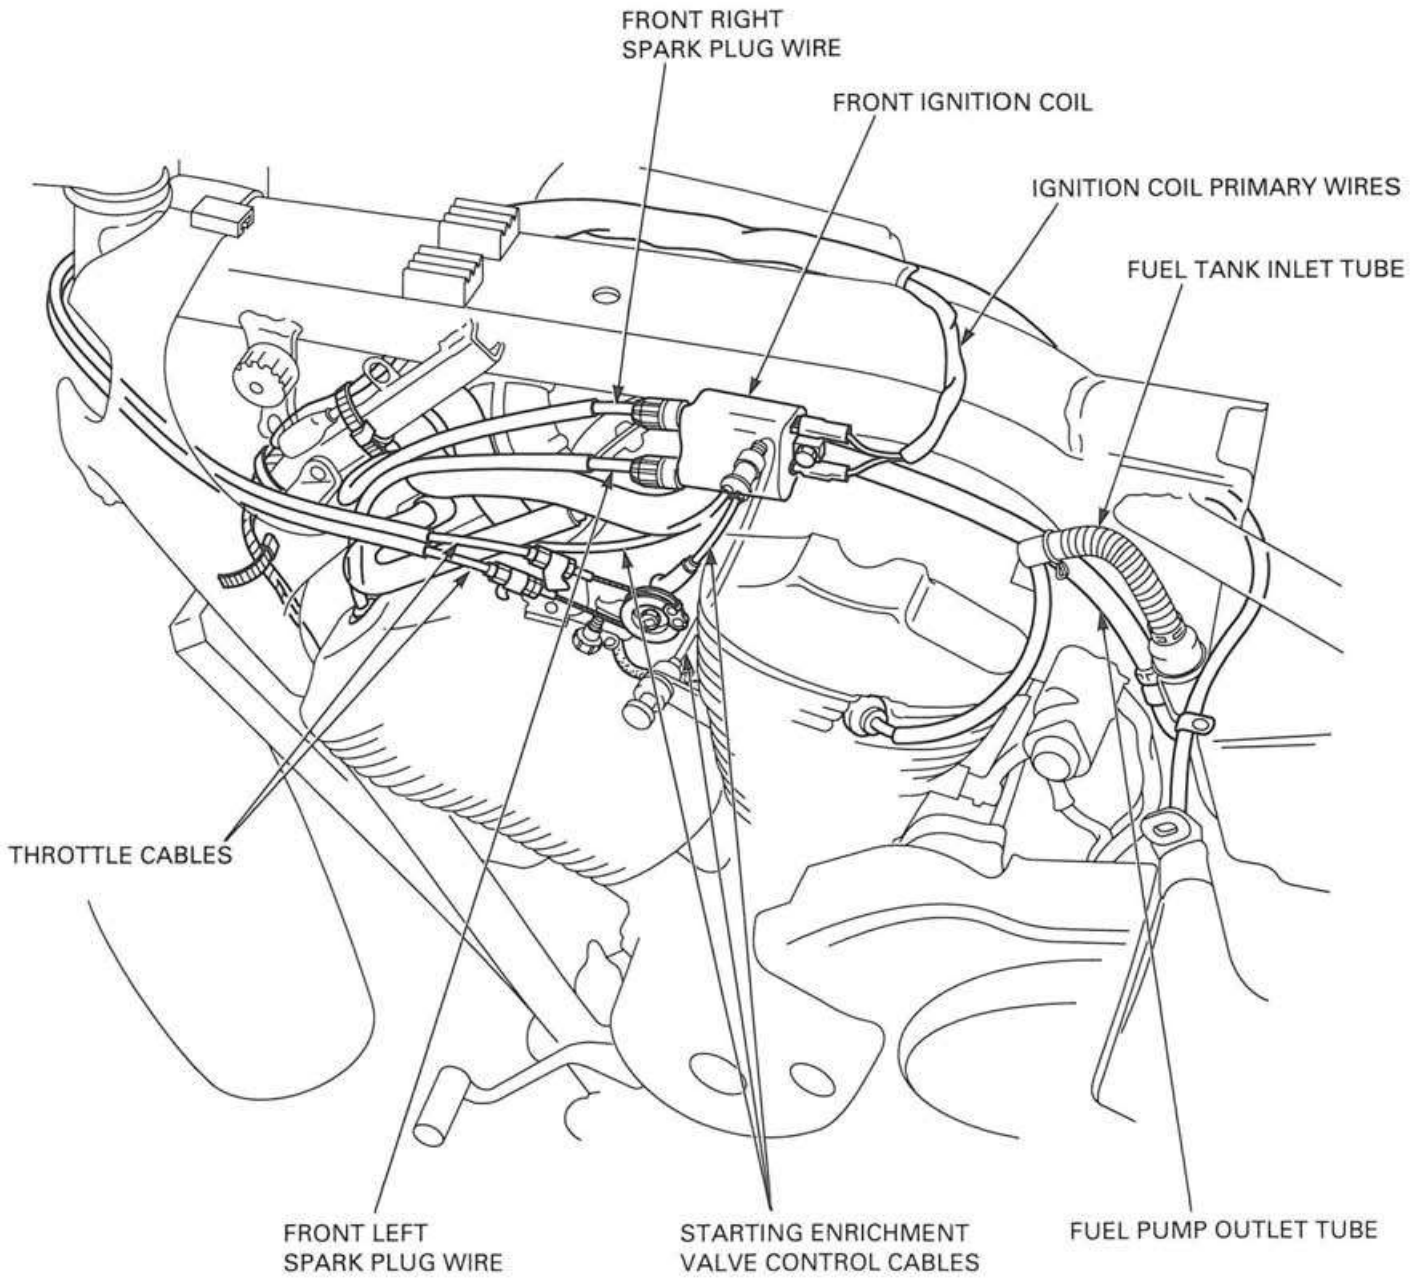 FRONT RIGHT
SPARK PLUG WIRE
FRONT IGNITION COIL
IGNITION COIL PRIMARY WIRES
FUEL TANK INLET TUBE
THROTTLE CABLES
FRONT LEFT
SPARK PLUG WIRE
STARTING ENRICHMENT
VALVE CONTROL CABLES
FUEL PUMP OUTLET TUBE